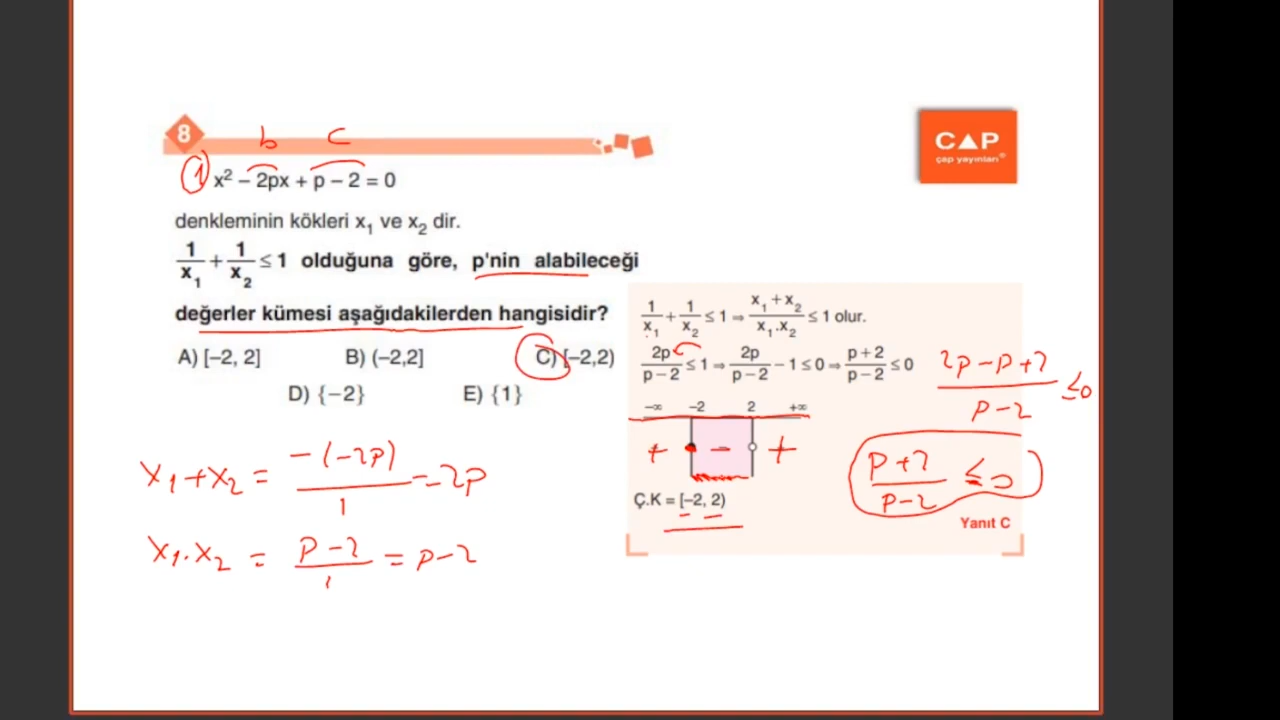 8
b c
CAP
çap yayınları®
1 x² – 2px + p – 2 = 0
denkleminin kökleri x₁ ve x₂ dir.
1/x₁ + 1/x₂ ≤ 1 olduğuna göre, p'nin alabileceği
değerler kümesi aşağıdakilerden hangisidir?
A) [–2, 2] B) (–2,2] C) [–2,2)
D) {–2} E) {1}
1/x₁ + 1/x₂ ≤ 1 ⇒ (x₁ + x₂)/(x₁.x₂) ≤ 1 olur.
2p/(p – 2) ≤ 1 ⇒ 2p/(p – 2) – 1 ≤ 0 ⇒ (p + 2)/(p – 2) ≤ 0
(2p – p + 2)/(p – 2) ≤ 0
–∞ –2 2 +∞
+ – +
(p + 2)/(p – 2) ≤ 0
Ç.K = [–2, 2)
Yanıt C
x₁ + x₂ = –(–2p)/1 = 2p
x₁ . x₂ = (p – 2)/1 = p – 2